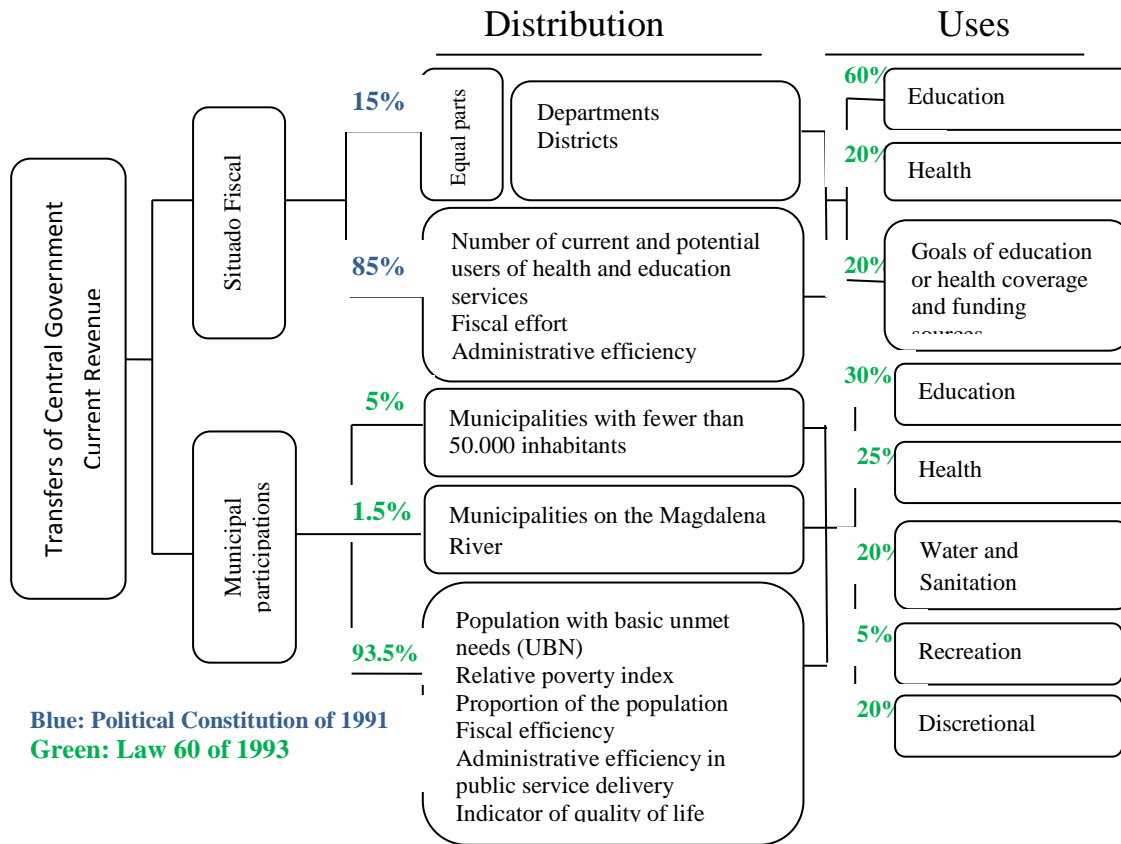 Distribution
Uses
Transfers of Central Government
Current Revenue
Situado Fiscal
15%
Equal parts
Departments
Districts
85%
Number of current and potential
users of health and education
services
Fiscal effort
Administrative efficiency
60%
Education
20%
Health
20%
Goals of education
or health coverage
and funding
sources
Municipal
participations
5%
Municipalities with fewer than
50.000 inhabitants
1.5%
Municipalities on the Magdalena
River
93.5%
Population with basic unmet
needs (UBN)
Relative poverty index
Proportion of the population
Fiscal efficiency
Administrative efficiency in
public service delivery
Indicator of quality of life
30%
Education
25%
Health
20%
Water and
Sanitation
5%
Recreation
20%
Discretional
Blue: Political Constitution of 1991
Green: Law 60 of 1993